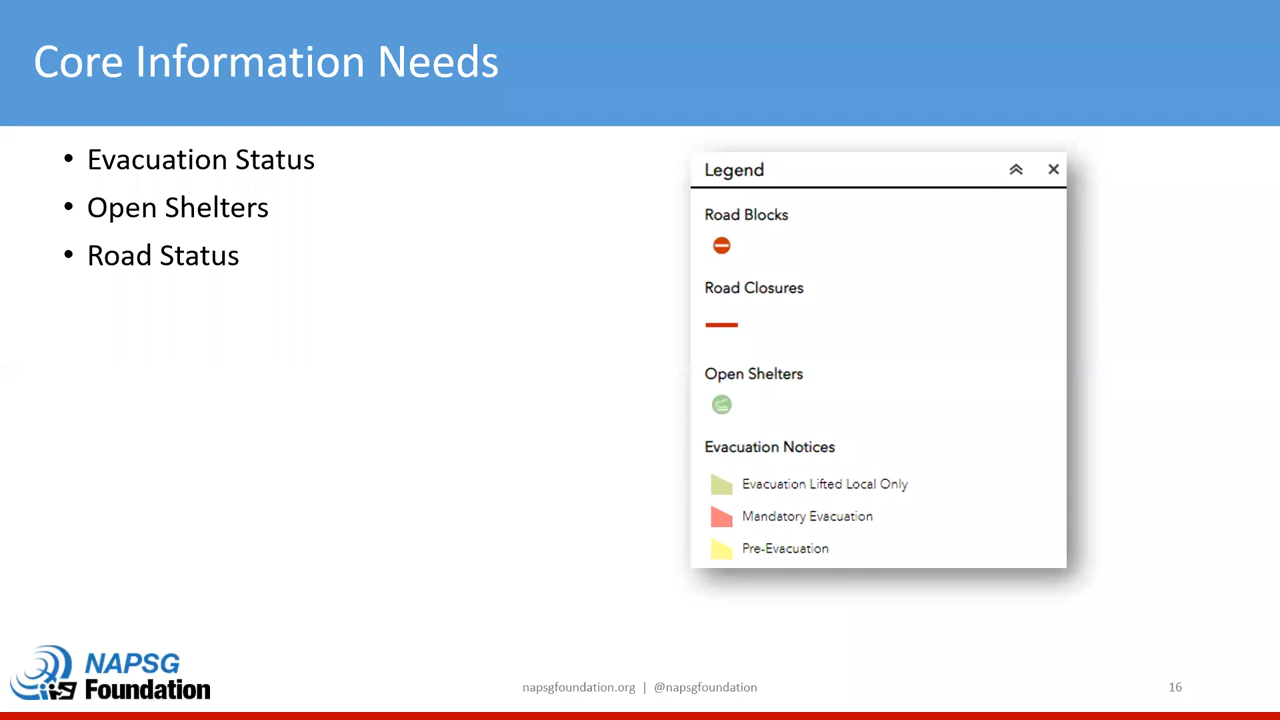 Core Information Needs
• Evacuation Status
• Open Shelters
• Road Status
Legend
Road Blocks
Road Closures
Open Shelters
Evacuation Notices
Evacuation Lifted Local Only
Mandatory Evacuation
Pre-Evacuation
NAPSG
Foundation
napsgfoundation.org | @napsgfoundation
16